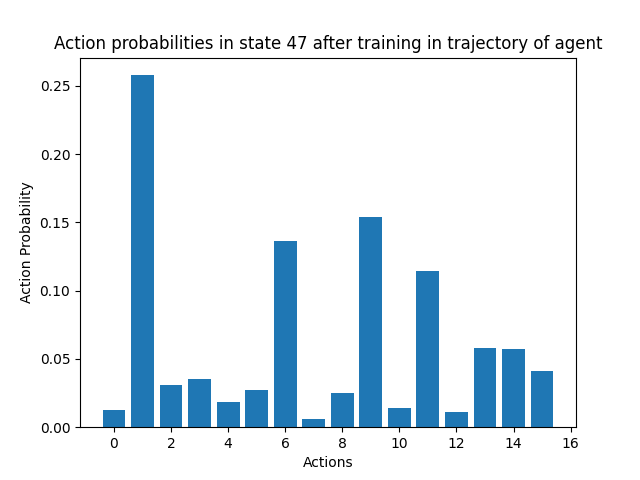 Action probabilities in state 47 after training in trajectory of agent
0.25
0.20
0.15
0.10
0.05
0.00
Action Probability
0 2 4 6 8 10 12 14 16
Actions